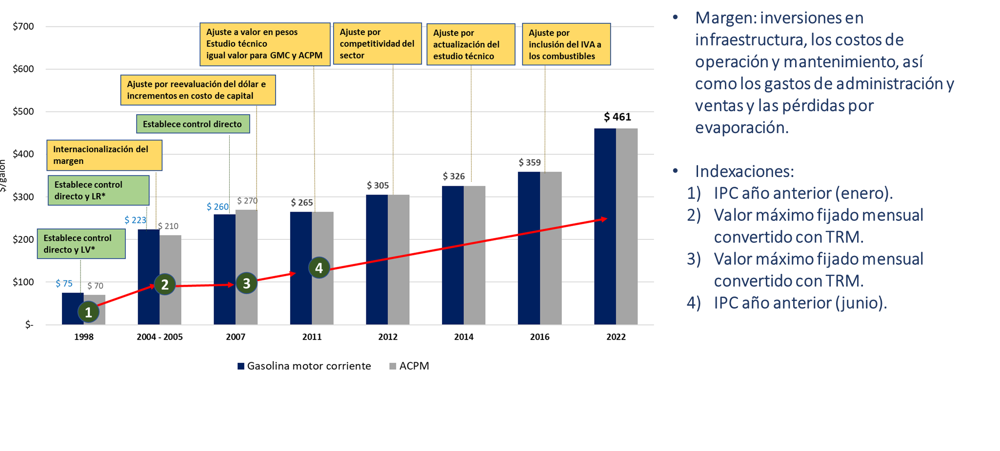 $700
$600
$500
$400
$300
$200
$100
$-
$/galón
Ajuste a valor en pesos
Estudio técnico
igual valor para GMC y ACPM
Ajuste por
competitividad del
sector
Ajuste por
actualización del
estudio técnico
Ajuste por
inclusión del IVA a
los combustibles
Ajuste por reevaluación del dólar e
incrementos en costo de capital
Establece control directo
Internacionalización del
margen
Establece control
directo y LR*
Establece control
directo y LV*
$ 75
$ 70
$ 223
$ 210
$ 260
$ 270
$ 265
$ 305
$ 326
$ 359
$ 461
1
2
3
4
1998
2004 - 2005
2007
2011
2012
2014
2016
2022
Gasolina motor corriente
ACPM
• Margen: inversiones en
infraestructura, los costos de
operación y mantenimiento, así
como los gastos de administración y
ventas y las pérdidas por
evaporación.
• Indexaciones:
1) IPC año anterior (enero).
2) Valor máximo fijado mensual
convertido con TRM.
3) Valor máximo fijado mensual
convertido con TRM.
4) IPC año anterior (junio).